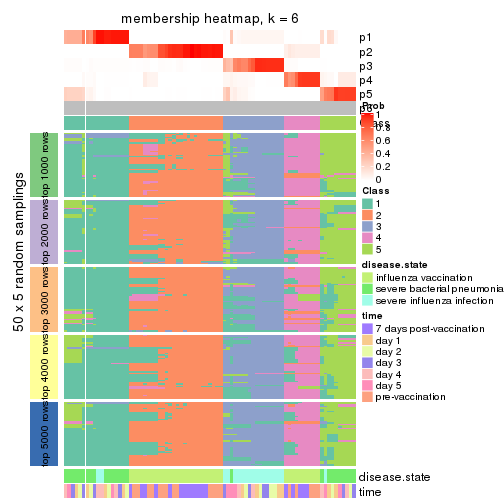 membership heatmap, k = 6
p1
p2
p3
p4
p5
p6
Class
Prob
1
0.8
0.6
0.4
0.2
0
Class
1
2
3
4
5
disease.state
influenza vaccination
severe bacterial pneumonia
severe influenza infection
time
7 days post-vaccination
day 1
day 2
day 3
day 4
day 5
pre-vaccination
50 x 5 random samplings
top 1000 rows
top 2000 rows
top 3000 rows
top 4000 rows
top 5000 rows
disease.state
time